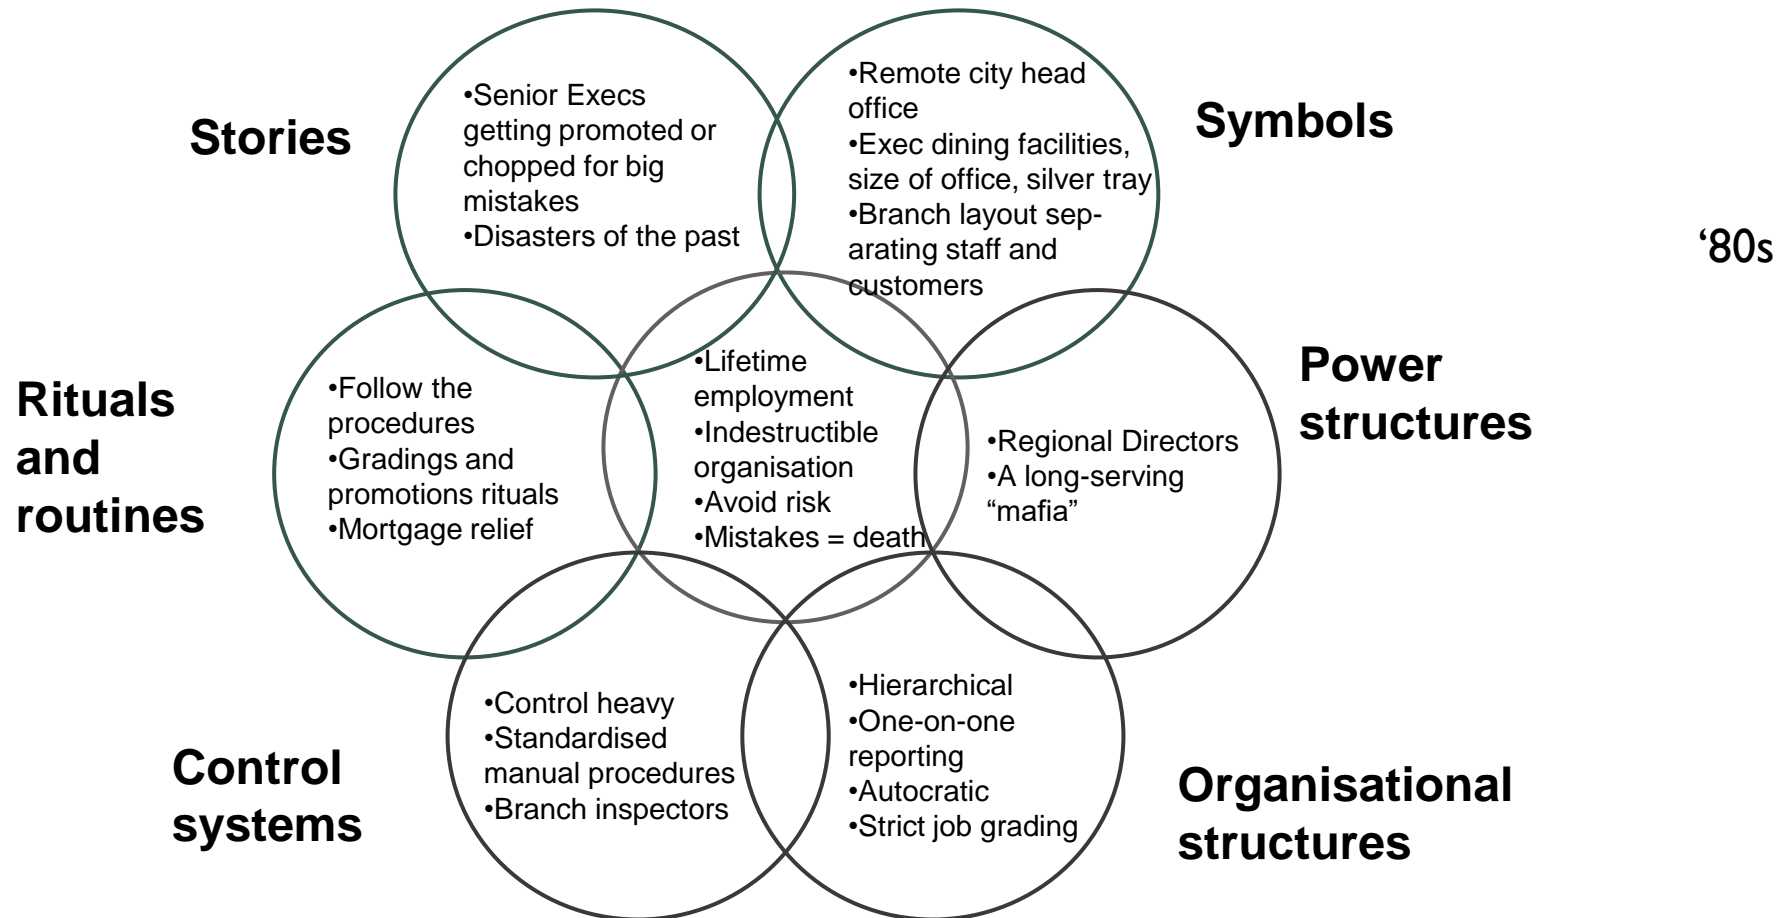 Stories
•Senior Execs
getting promoted or
chopped for big
mistakes
•Disasters of the past
•Remote city head
office
•Exec dining facilities,
size of office, silver tray
•Branch layout sep-
arating staff and
customers
Symbols
‘80s
Rituals
and
routines
•Follow the
procedures
•Gradings and
promotions rituals
•Mortgage relief
•Lifetime
employment
•Indestructible
organisation
•Avoid risk
•Mistakes = death
•Regional Directors
•A long-serving
“mafia”
Power
structures
Control
systems
•Control heavy
•Standardised
manual procedures
•Branch inspectors
•Hierarchical
•One-on-one
reporting
•Autocratic
•Strict job grading
Organisational
structures